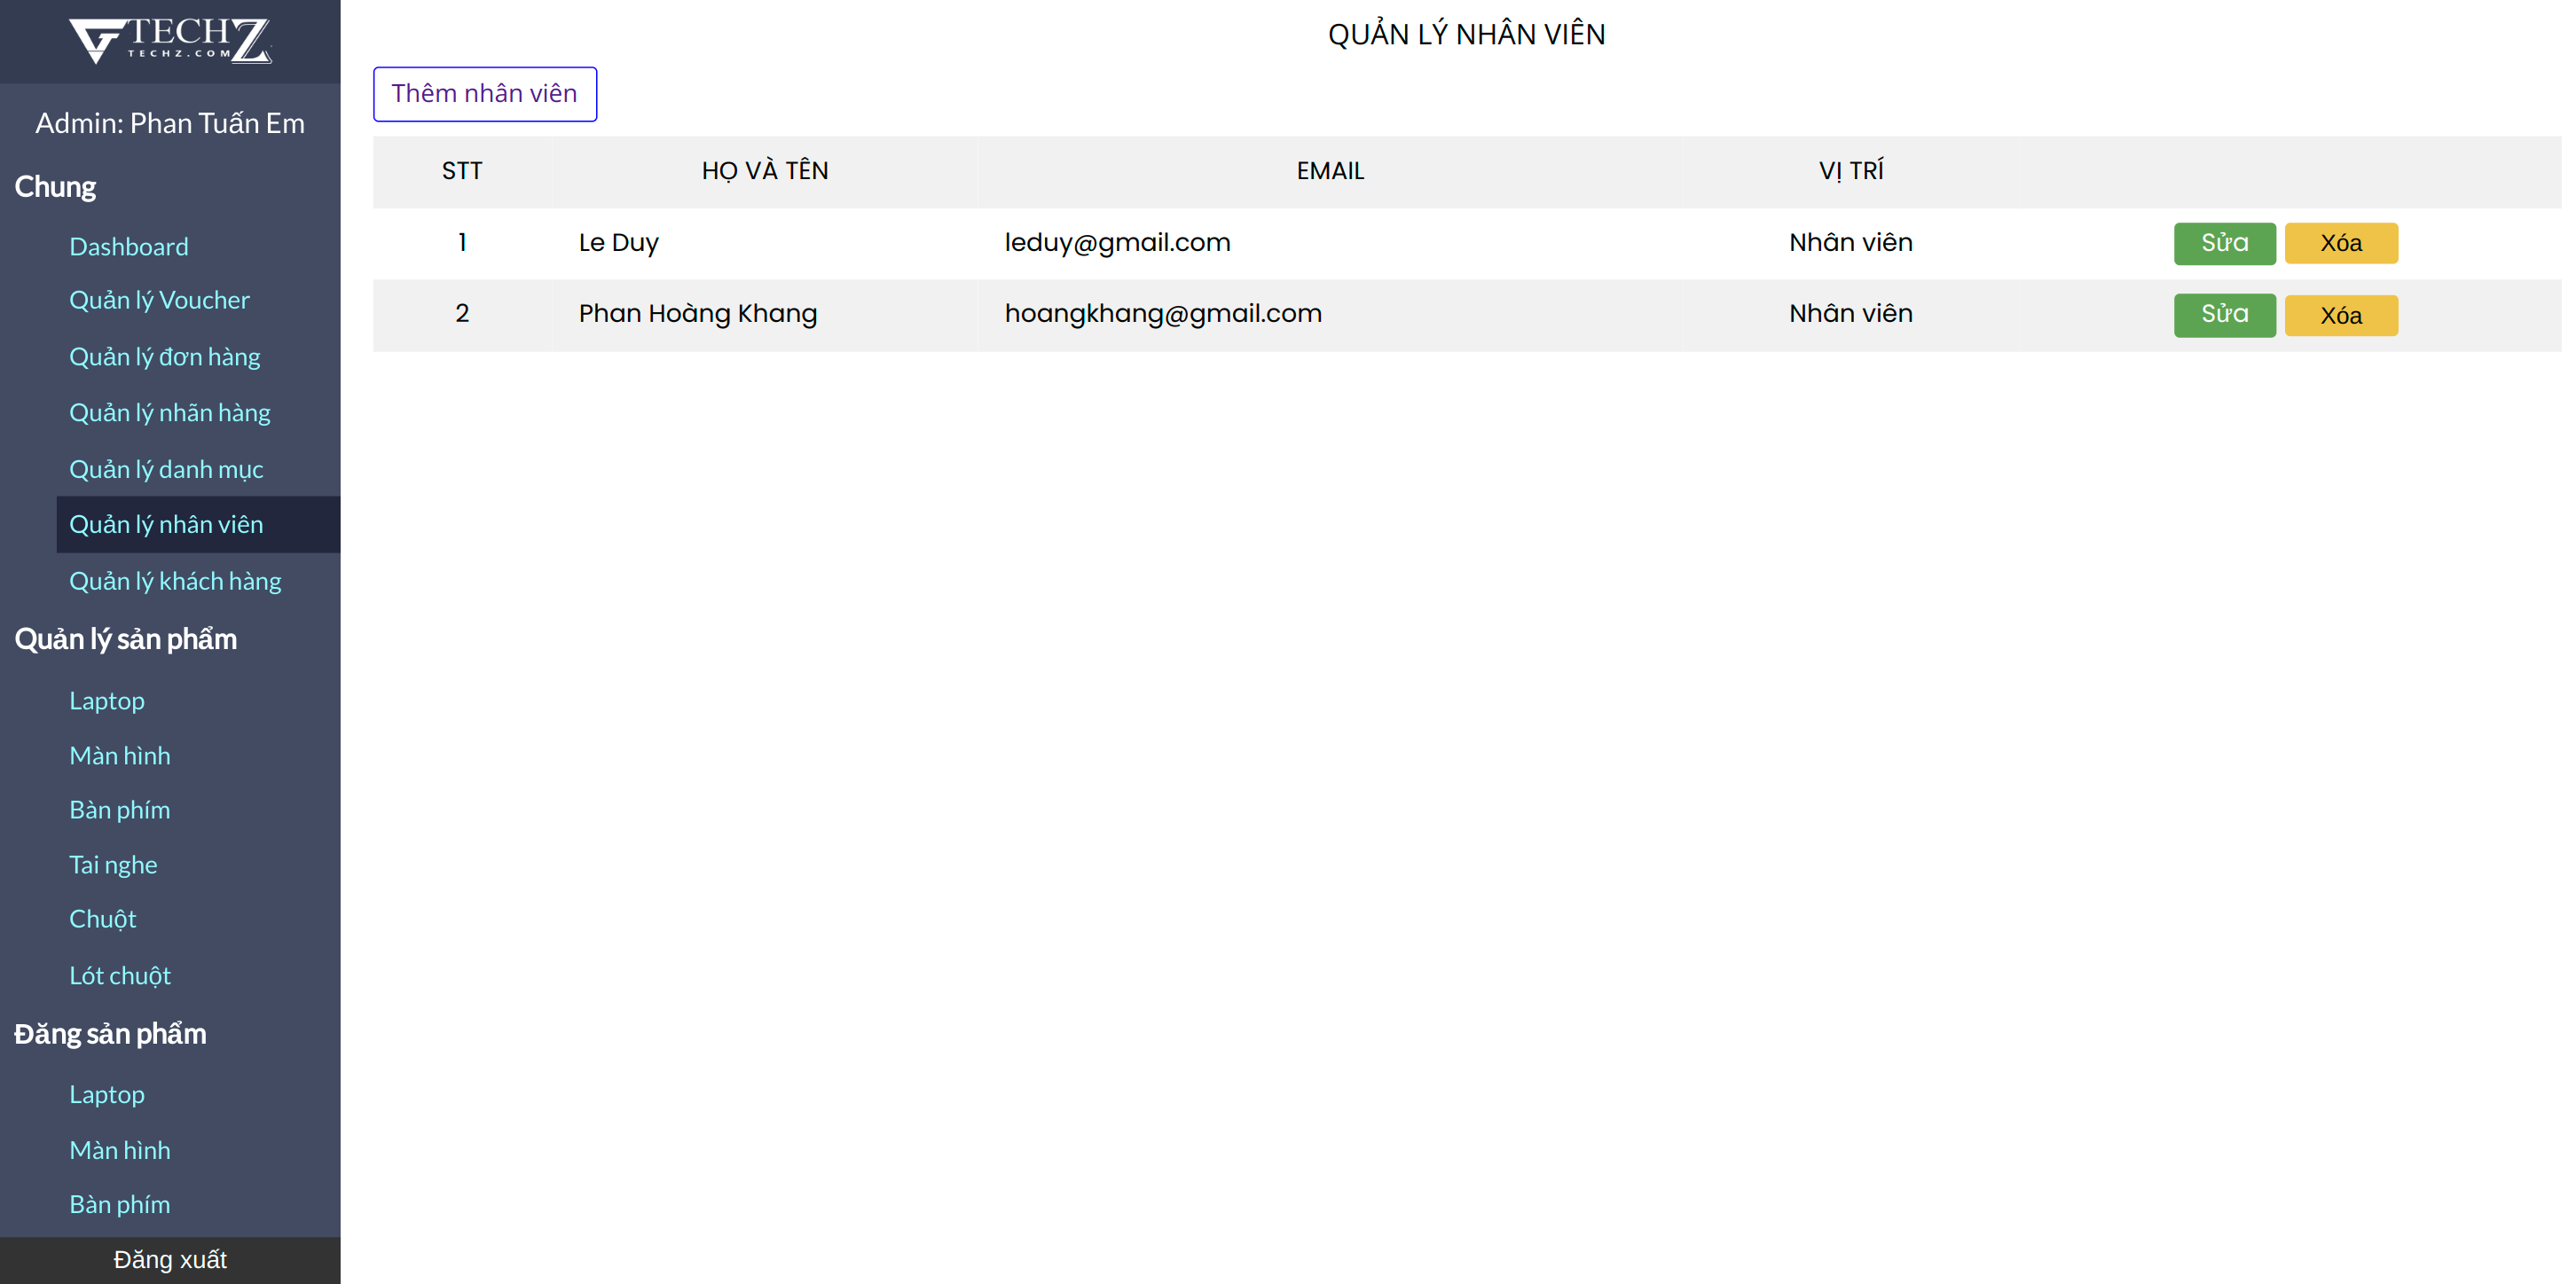 TECHZ
TECHZ.COM
Admin: Phan Tuấn Em
Chung
Dashboard
Quản lý Voucher
Quản lý đơn hàng
Quản lý nhãn hàng
Quản lý danh mục
Quản lý nhân viên
Quản lý khách hàng
Quản lý sản phẩm
Laptop
Màn hình
Bàn phím
Tai nghe
Chuột
Lót chuột
Đăng sản phẩm
Laptop
Màn hình
Bàn phím
Đăng xuất
QUẢN LÝ NHÂN VIÊN
Thêm nhân viên
STT HỌ VÀ TÊN EMAIL VỊ TRÍ
1 Le Duy leduy@gmail.com Nhân viên Sửa Xóa
2 Phan Hoàng Khang hoangkhang@gmail.com Nhân viên Sửa Xóa